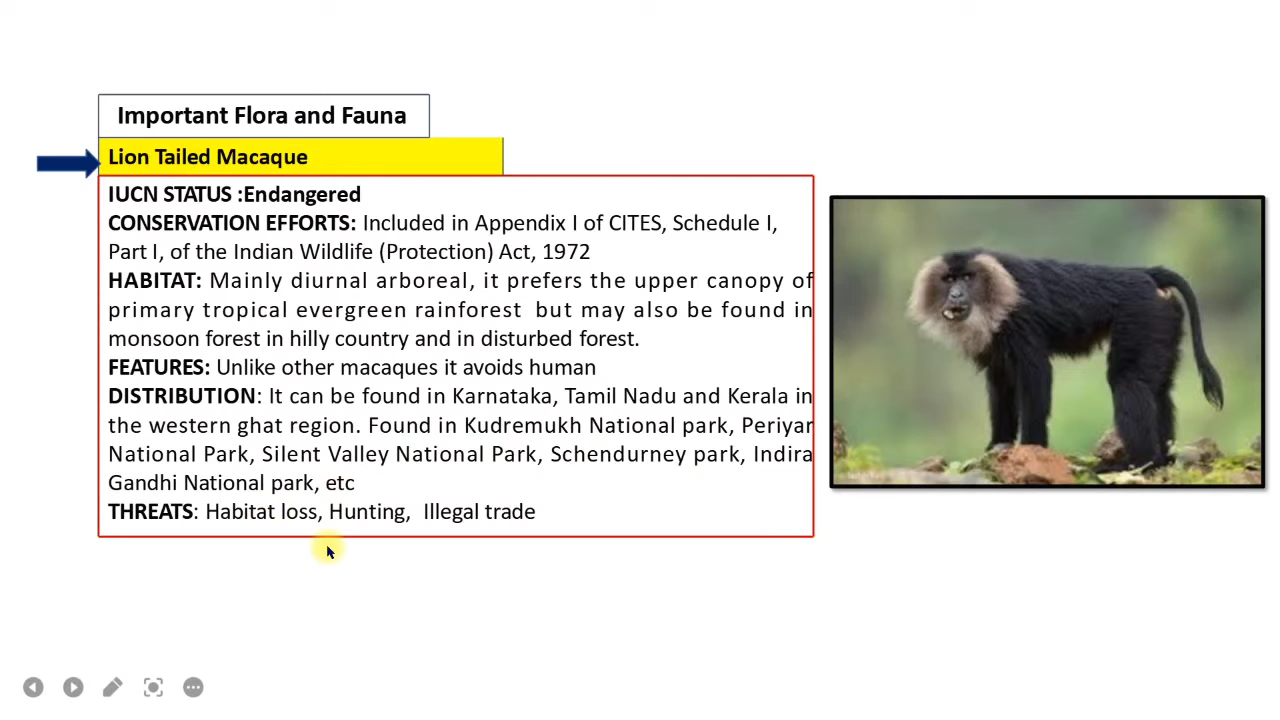 Important Flora and Fauna
Lion Tailed Macaque
IUCN STATUS :Endangered
CONSERVATION EFFORTS: Included in Appendix I of CITES, Schedule I,
Part I, of the Indian Wildlife (Protection) Act, 1972
HABITAT: Mainly diurnal arboreal, it prefers the upper canopy of
primary tropical evergreen rainforest but may also be found in
monsoon forest in hilly country and in disturbed forest.
FEATURES: Unlike other macaques it avoids human
DISTRIBUTION: It can be found in Karnataka, Tamil Nadu and Kerala in
the western ghat region. Found in Kudremukh National park, Periyar
National Park, Silent Valley National Park, Schendurney park, Indira
Gandhi National park, etc
THREATS: Habitat loss, Hunting, Illegal trade